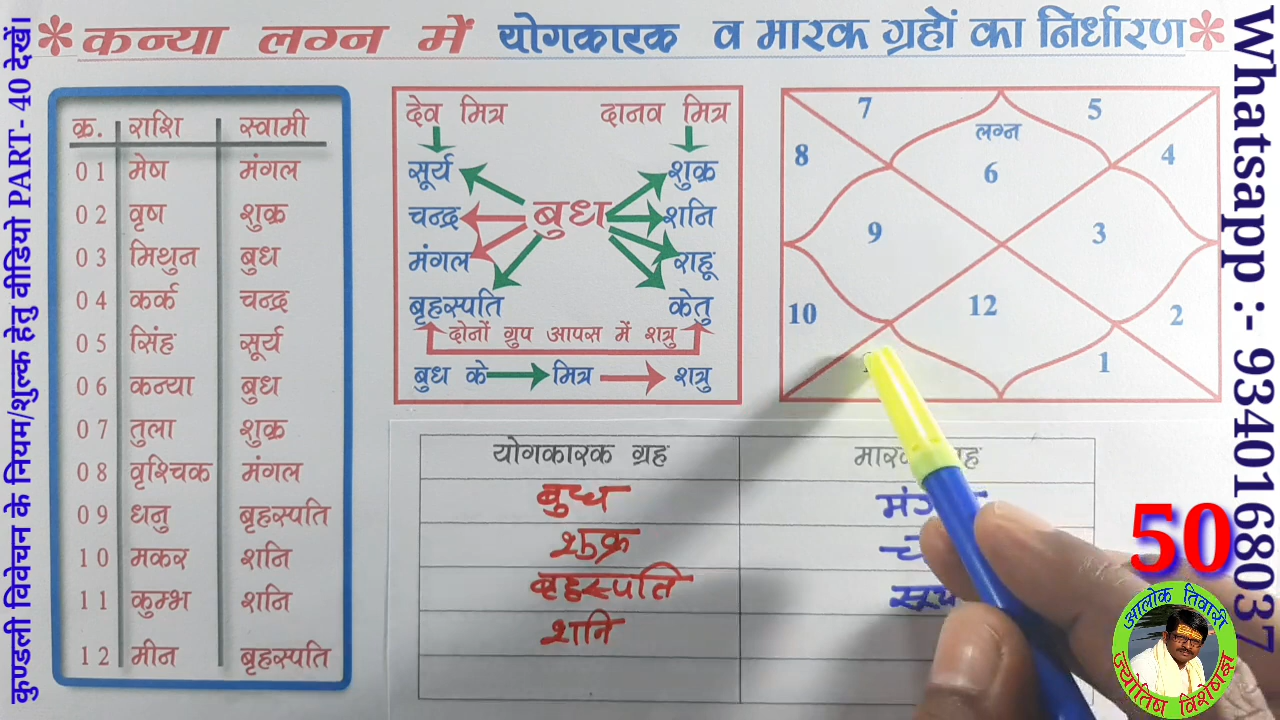 कुण्डली विवेचन के नियम/शुल्क हेतु वीडियो PART- 40 देखें।
*कन्या लग्न में योगकारक व मारक ग्रहों का निर्धारण*
क्र. राशि स्वामी
01 मेष मंगल
02 वृष शुक्र
03 मिथुन बुध
04 कर्क चन्द्र
05 सिंह सूर्य
06 कन्या बुध
07 तुला शुक्र
08 वृश्चिक मंगल
09 धनु बृहस्पति
10 मकर शनि
11 कुम्भ शनि
12 मीन बृहस्पति
देव मित्र दानव मित्र
सूर्य शुक्र
चन्द्र बुध शनि
मंगल राहू
बृहस्पति केतु
दोनों ग्रुप आपस में शत्रु
बुध के मित्र शत्रु
7 5
लग्न
8 6 4
9 3
10 12 2
1
योगकारक ग्रह
बुध
शुक्र
बृहस्पति
शनि
Whatsapp :- 9340168037
50
आलोक तिवारी
ज्योतिष विशेषज्ञ